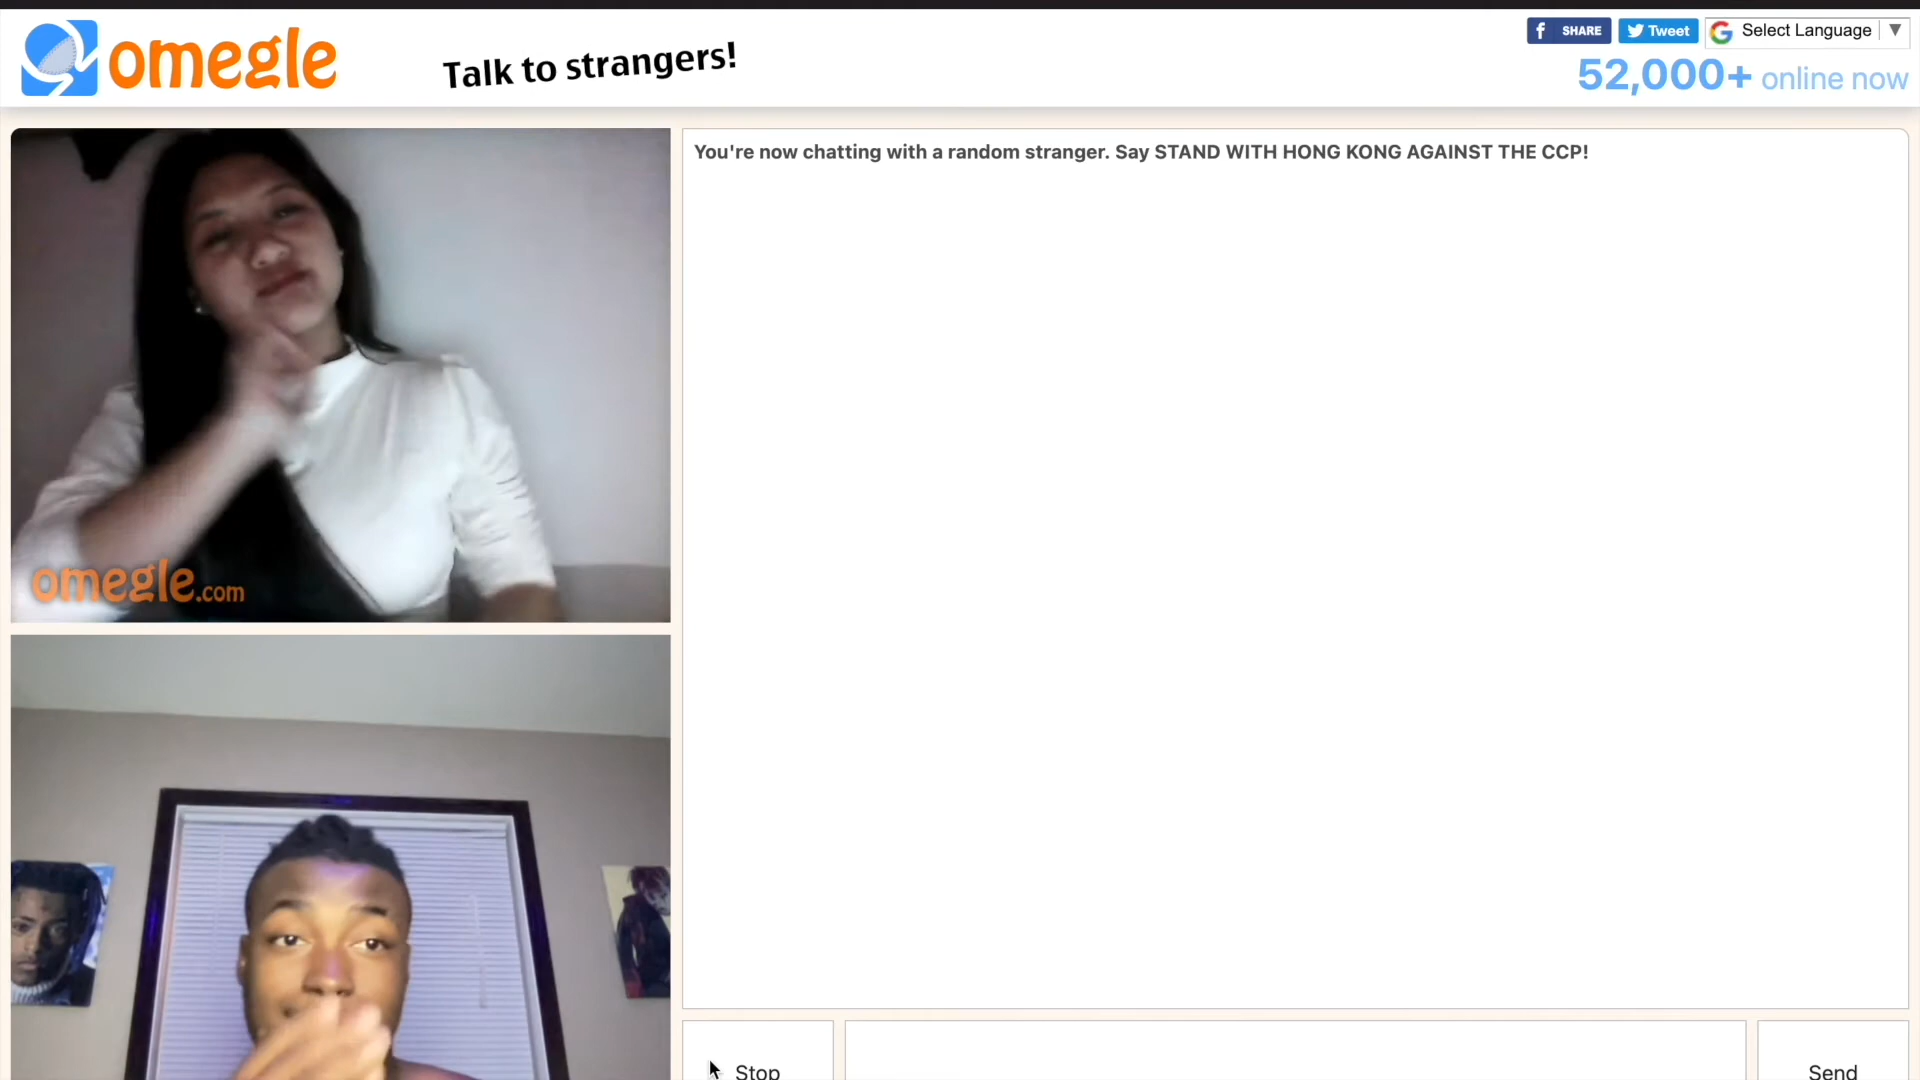 omegle
Talk to strangers!
SHARE
Tweet
Select Language
52,000+ online now
You're now chatting with a random stranger. Say STAND WITH HONG KONG AGAINST THE CCP!
omegle.com
Stop
Send